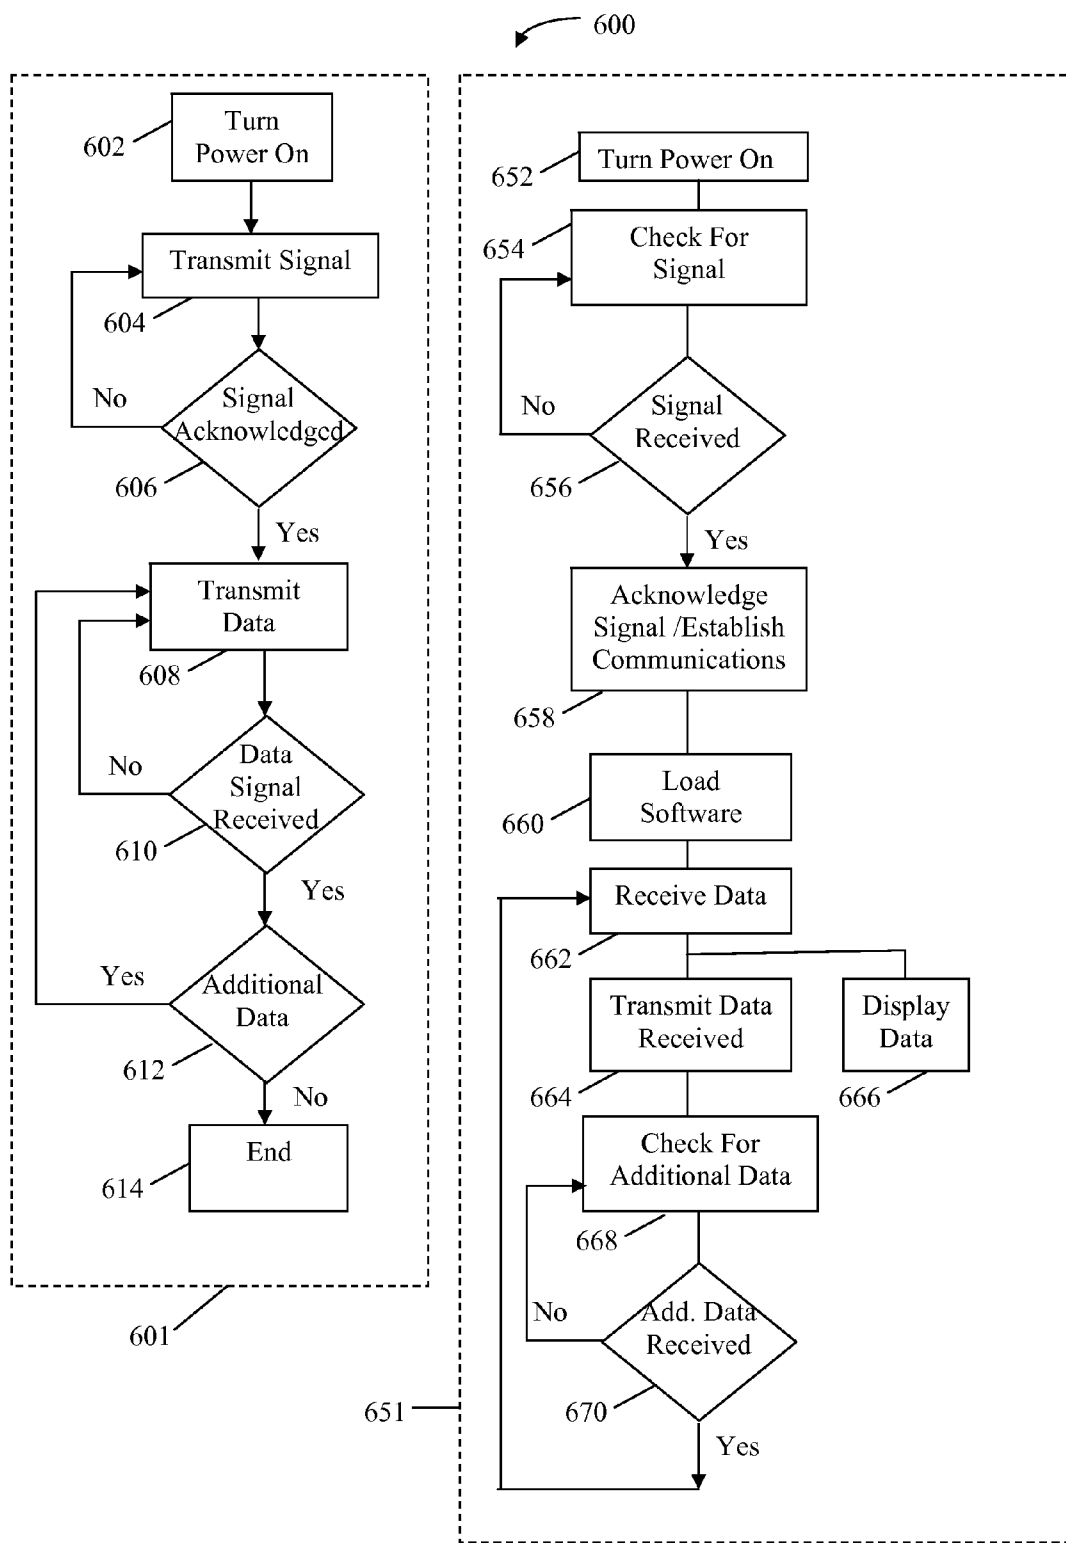 600
602
Turn
Power On
Transmit Signal
604
No
Signal
Acknowledged
606
Yes
Transmit
Data
608
No
Data
Signal
Received
610
Yes
Yes
Additional
Data
612
No
End
614
601
652
Turn Power On
654
Check For
Signal
No
Signal
Received
656
Yes
Acknowledge
Signal /Establish
Communications
658
Load
Software
660
Receive Data
662
Transmit Data
Received
664
Display
Data
666
Check For
Additional Data
668
No
Add. Data
Received
670
Yes
651